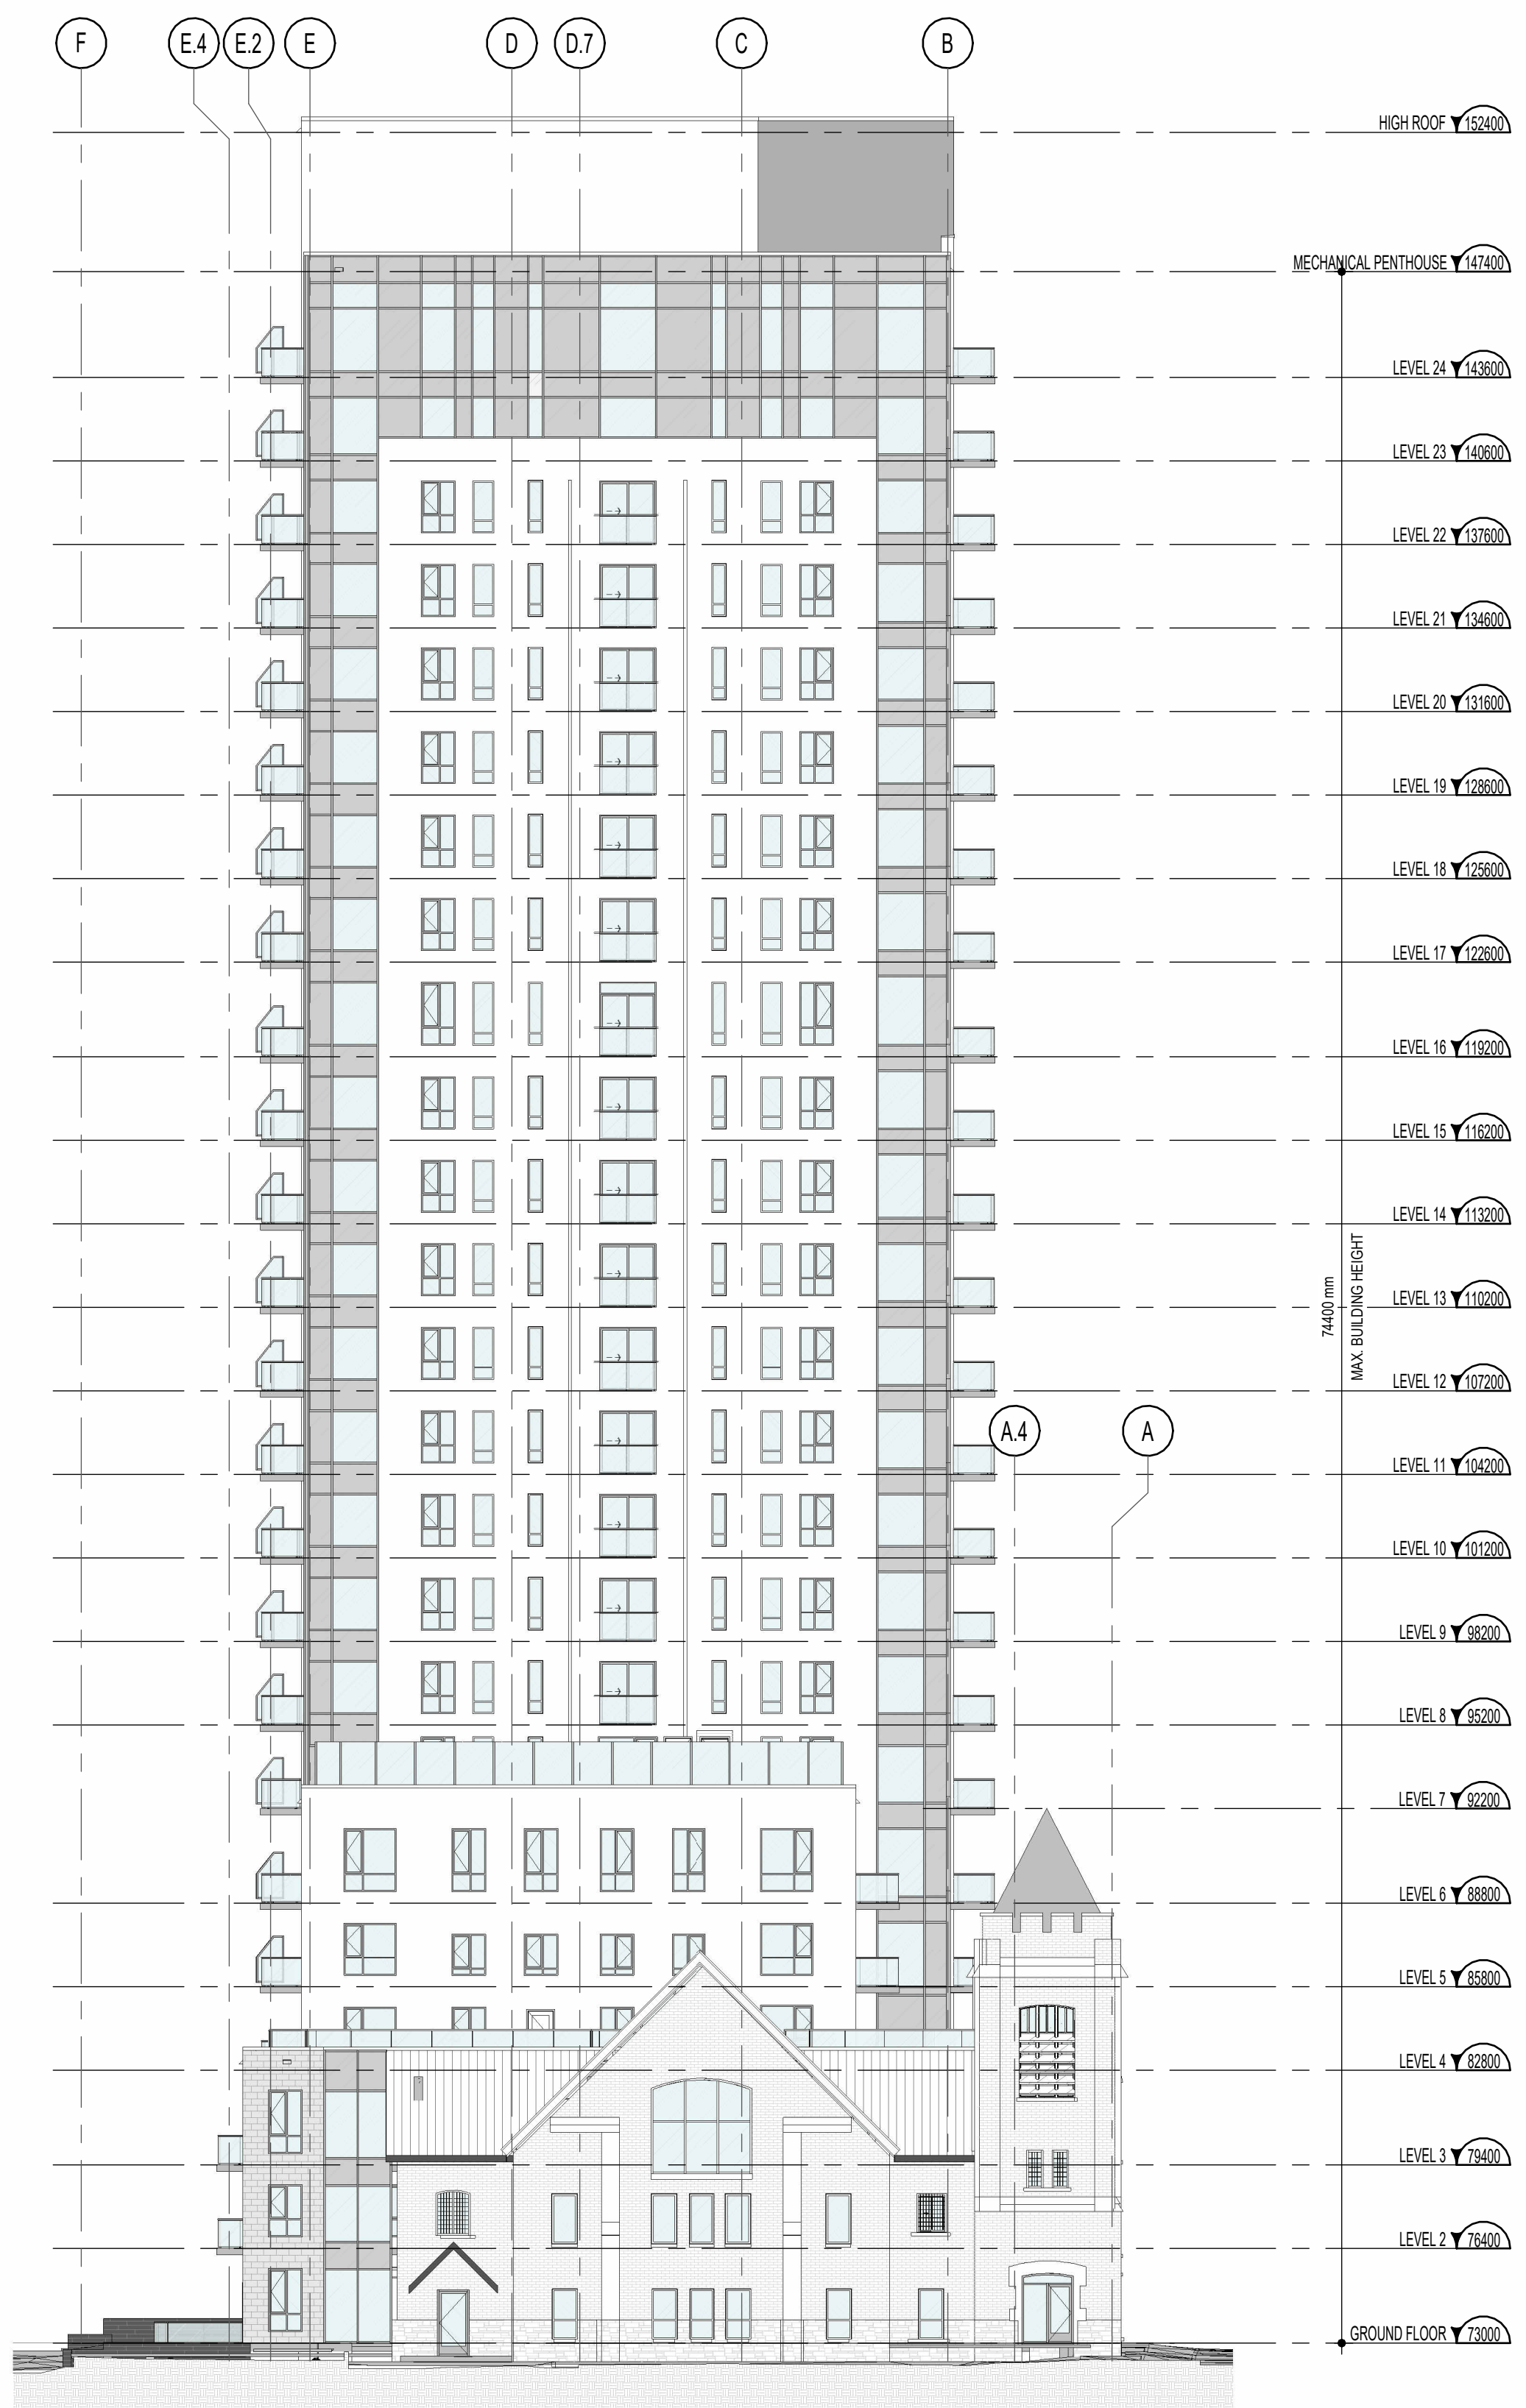 F E.4 E.2 E D D.7 C B
HIGH ROOF 152400
MECHANICAL PENTHOUSE 147400
LEVEL 24 143600
LEVEL 23 140600
LEVEL 22 137600
LEVEL 21 134600
LEVEL 20 131600
LEVEL 19 128600
LEVEL 18 125600
LEVEL 17 122600
LEVEL 16 119200
LEVEL 15 116200
LEVEL 14 113200
LEVEL 13 110200
74400 mm
MAX. BUILDING HEIGHT
LEVEL 12 107200
A.4 A
LEVEL 11 104200
LEVEL 10 101200
LEVEL 9 98200
LEVEL 8 95200
LEVEL 7 92200
LEVEL 6 88800
LEVEL 5 85800
LEVEL 4 82800
LEVEL 3 79400
LEVEL 2 76400
GROUND FLOOR 73000